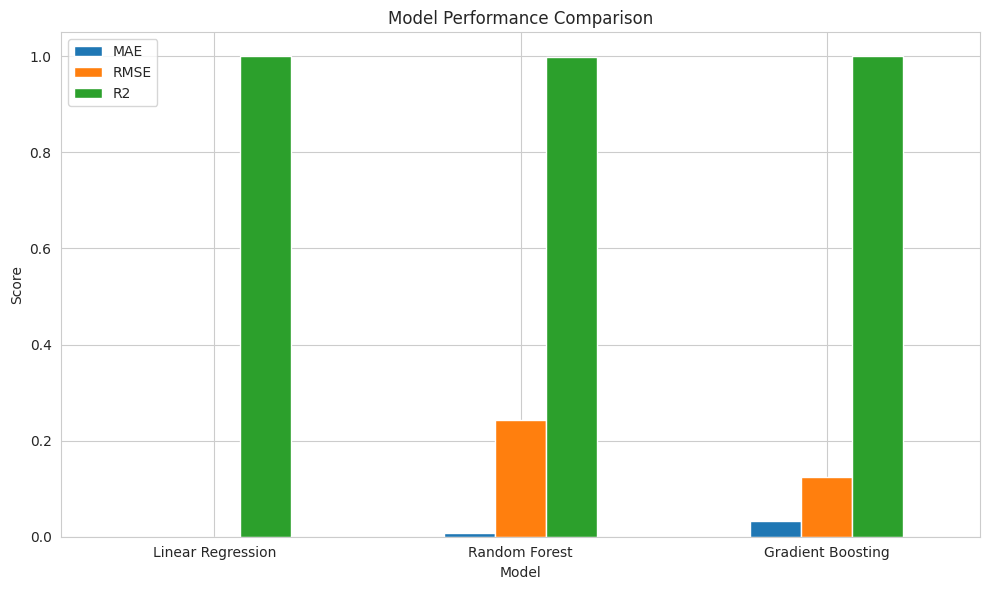 Model Performance Comparison
MAE
RMSE
R2
1.0
0.8
0.6
0.4
0.2
0.0
Score
Linear Regression
Random Forest
Gradient Boosting
Model